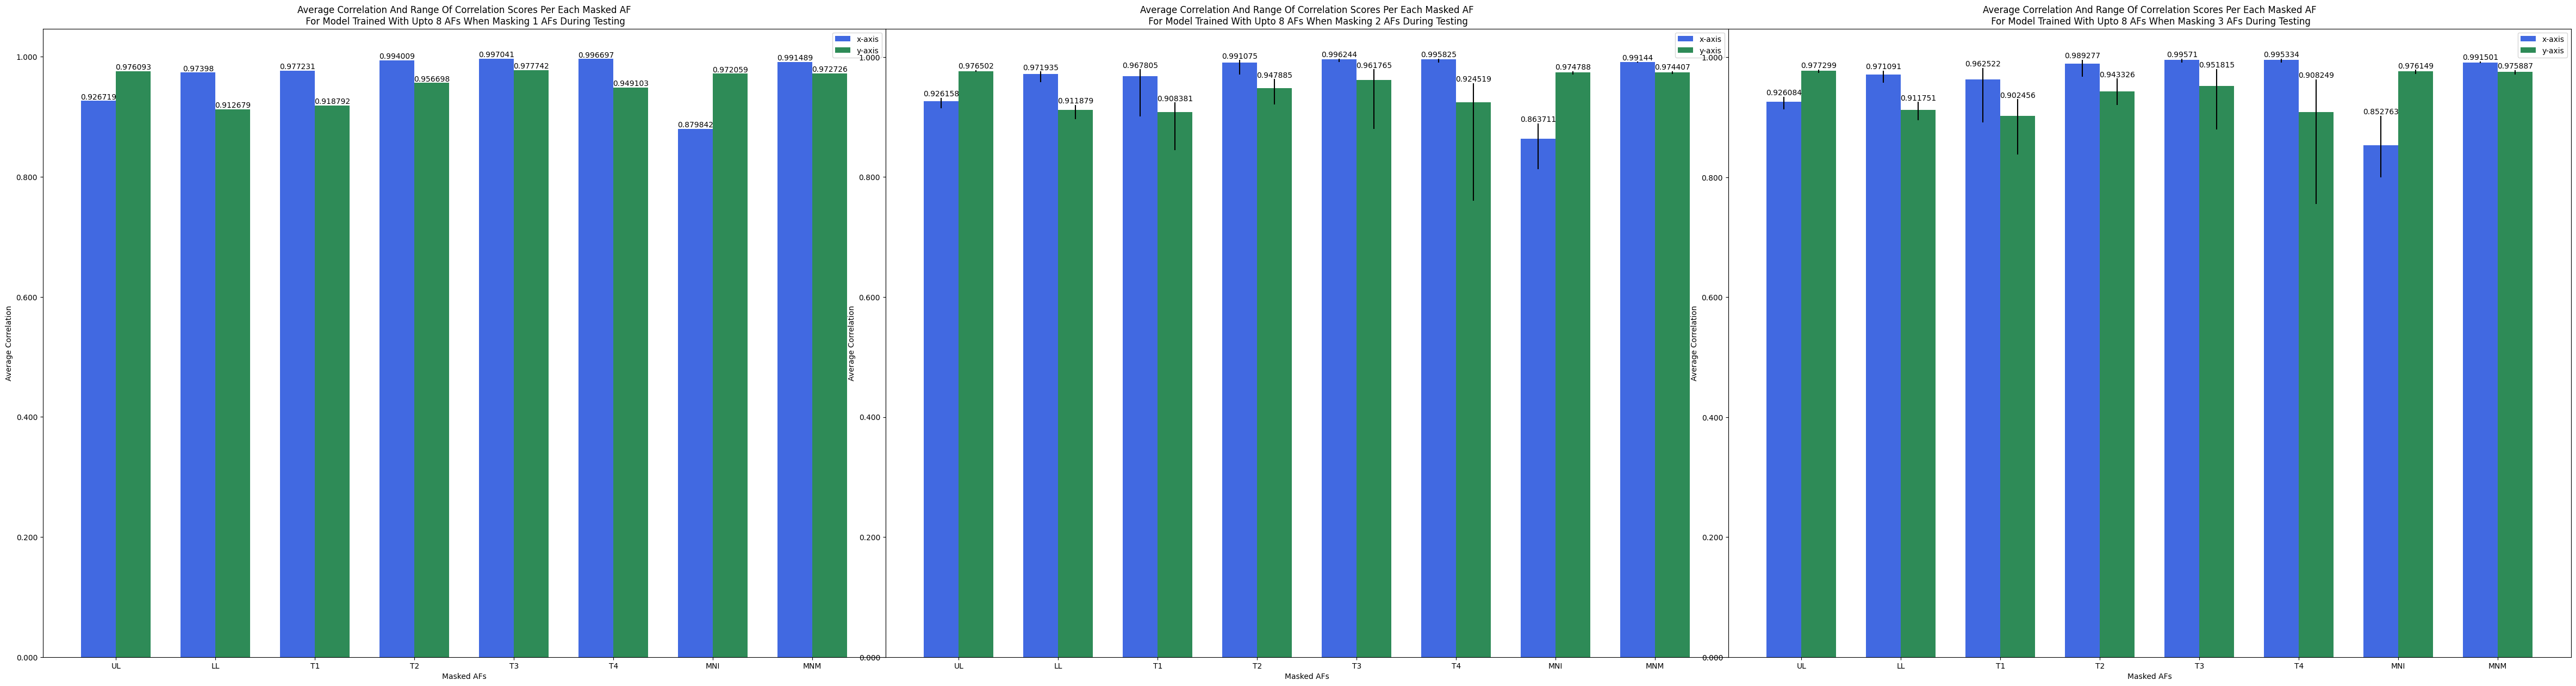 Average Correlation And Range Of Correlation Scores Per Each Masked AF
For Model Trained With Upto 8 AFs When Masking 1 AFs During Testing
x-axis
y-axis
1.000
0.800
0.600
0.400
0.200
0.000
Average Correlation
0.926719
0.976093
0.97398
0.912679
0.977231
0.918792
0.994009
0.956698
0.997041
0.977742
0.996697
0.949103
0.879842
0.972059
0.991489
0.972726
UL
LL
T1
T2
T3
T4
MNI
MNM
Masked AFs
Average Correlation And Range Of Correlation Scores Per Each Masked AF
For Model Trained With Upto 8 AFs When Masking 2 AFs During Testing
x-axis
y-axis
1.000
0.800
0.600
0.400
0.200
0.000
Average Correlation
0.926158
0.976502
0.971935
0.911879
0.967805
0.908381
0.991075
0.947885
0.996244
0.961765
0.995825
0.924519
0.863711
0.974788
0.99144
0.974407
UL
LL
T1
T2
T3
T4
MNI
MNM
Masked AFs
Average Correlation And Range Of Correlation Scores Per Each Masked AF
For Model Trained With Upto 8 AFs When Masking 3 AFs During Testing
x-axis
y-axis
1.000
0.800
0.600
0.400
0.200
0.000
Average Correlation
0.926084
0.977299
0.971091
0.911751
0.962522
0.902456
0.989277
0.943326
0.99571
0.951815
0.995334
0.908249
0.852763
0.976149
0.991501
0.975887
UL
LL
T1
T2
T3
T4
MNI
MNM
Masked AFs